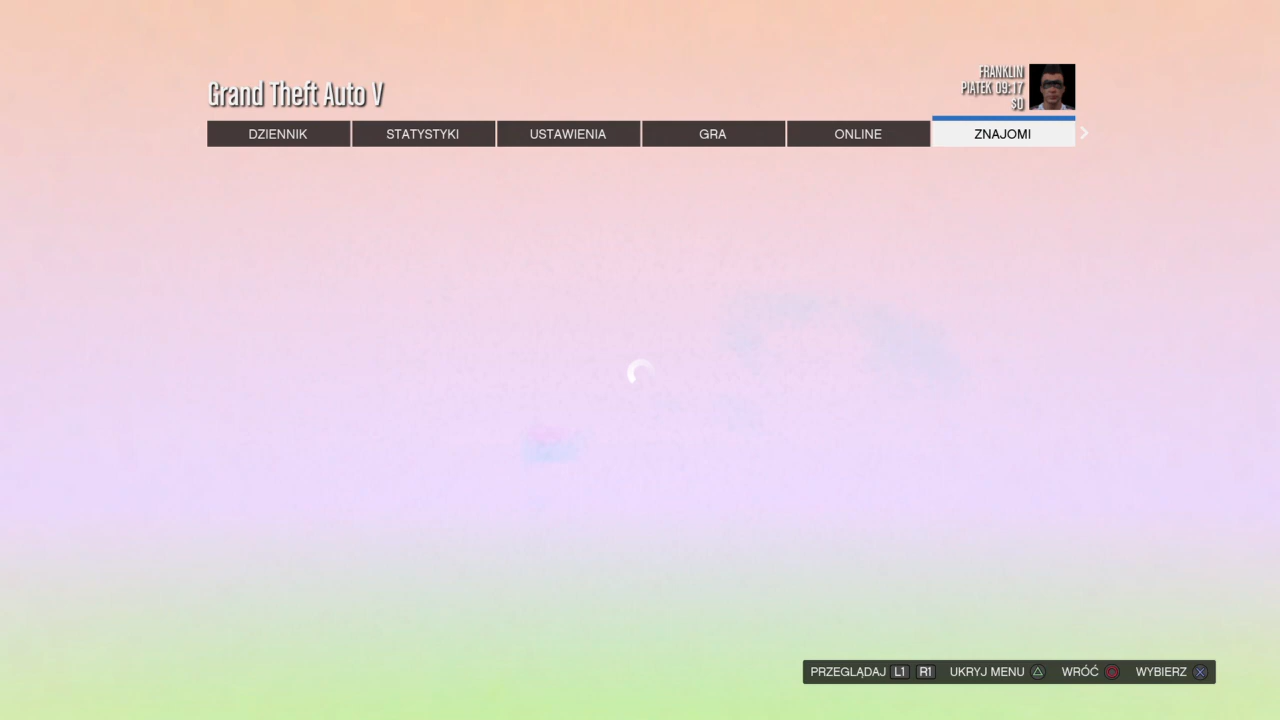 Grand Theft Auto V
FRANKLIN
PIĄTEK 09:17
$0
DZIENNIK
STATYSTYKI
USTAWIENIA
GRA
ONLINE
ZNAJOMI
PRZEGLĄDAJ L1 R1 UKRYJ MENU WRÓĆ WYBIERZ